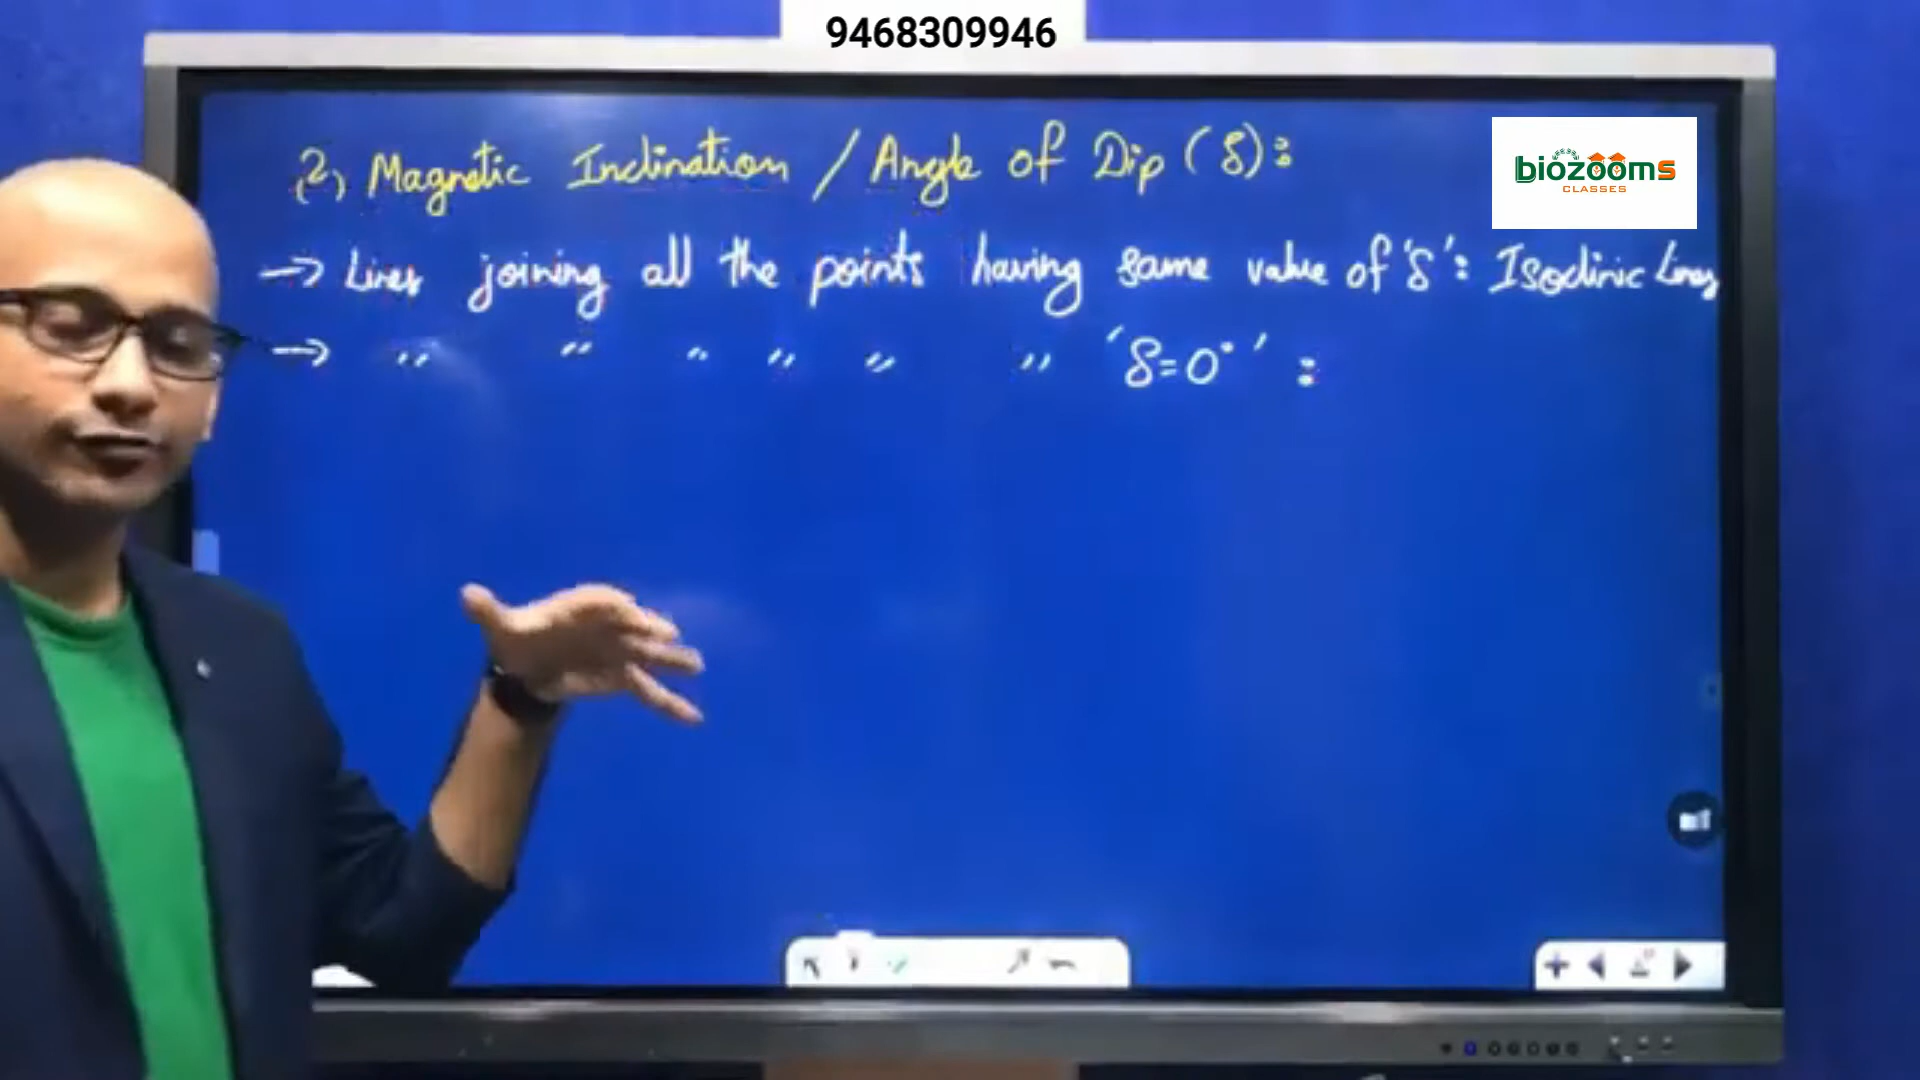 9468309946
biozooms
CLASSES
2) Magnetic Inclination / Angle of Dip (δ):
→ Lines joining all the points having same value of 'δ': Isoclinic Lines
→ " " " " " " 'δ=0°' :